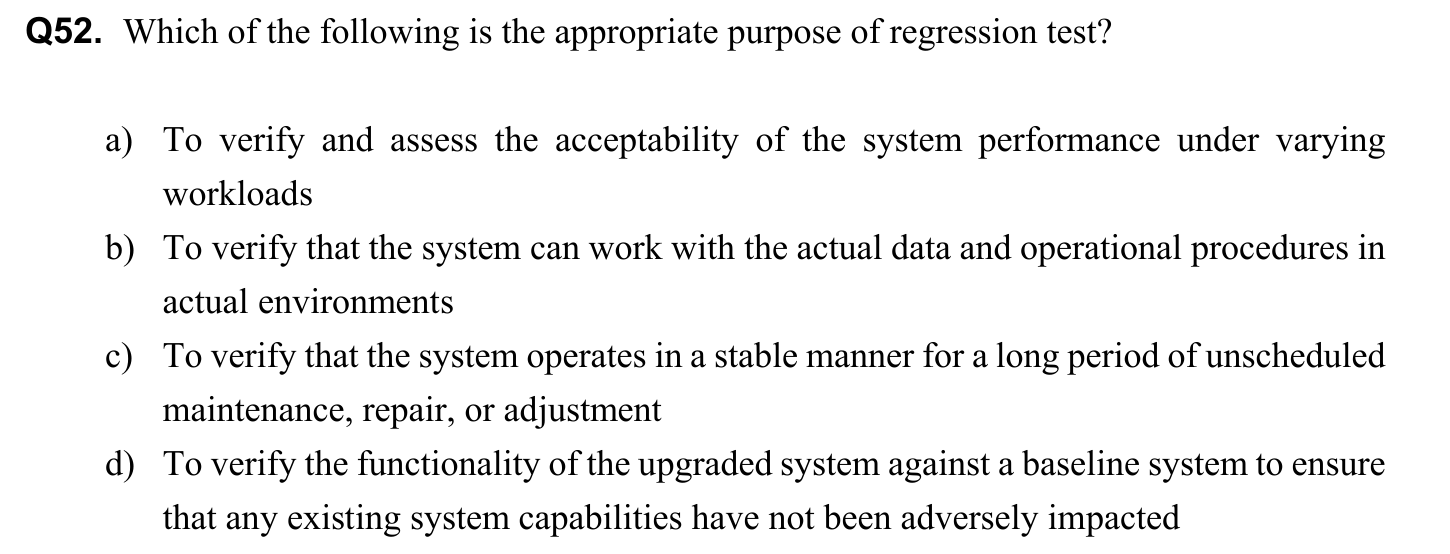 Q52. Which of the following is the appropriate purpose of regression test?
a) To verify and assess the acceptability of the system performance under varying
workloads
b) To verify that the system can work with the actual data and operational procedures in
actual environments
c) To verify that the system operates in a stable manner for a long period of unscheduled
maintenance, repair, or adjustment
d) To verify the functionality of the upgraded system against a baseline system to ensure
that any existing system capabilities have not been adversely impacted